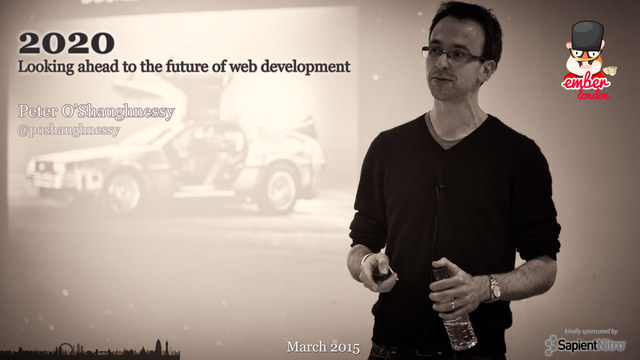 2020
Looking ahead to the future of web development
Peter O'Shaughnessy
@poshaughnessy
ember
london
March 2015
kindly sponsored by
SapientNitro